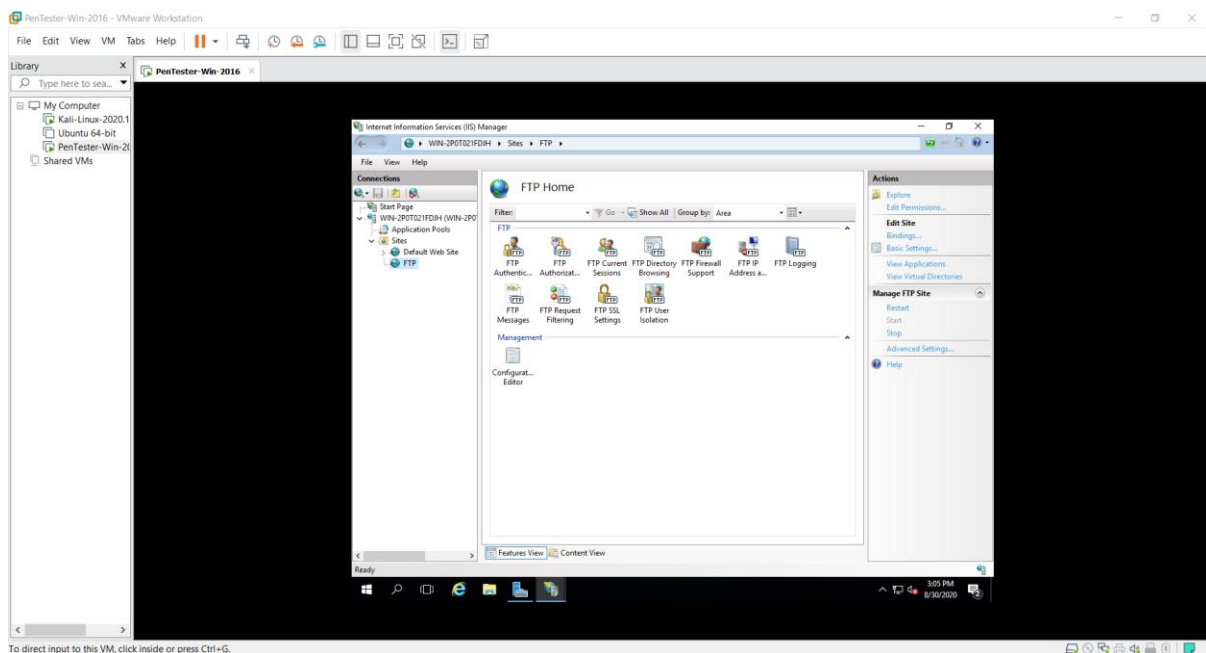 PenTester-Win-2016 - VMware Workstation
File Edit View VM Tabs Help
Library X
Type here to sea...
My Computer
Kali-Linux-2020.1
Ubuntu 64-bit
PenTester-Win-20
Shared VMs
PenTester-Win-2016
Internet Information Services (IIS) Manager
WIN-2P0T021FDJH Sites FTP
File View Help
Connections
Start Page
WIN-2P0T021FDJH (WIN-2P0
Application Pools
Sites
Default Web Site
FTP
FTP Home
Filter: Go Show All Group by: Area
FTP
FTP Authentic...
FTP Authorizat...
FTP Current Sessions
FTP Directory Browsing
FTP Firewall Support
FTP IP Address a...
FTP Logging
FTP Messages
FTP Request Filtering
FTP SSL Settings
FTP User Isolation
Management
Configurat... Editor
Features View Content View
Actions
Explore
Edit Permissions...
Edit Site
Bindings...
Basic Settings...
View Applications
View Virtual Directories
Manage FTP Site
Restart
Start
Stop
Advanced Settings...
Help
Ready
3:05 PM
8/30/2020
To direct input to this VM, click inside or press Ctrl+G.